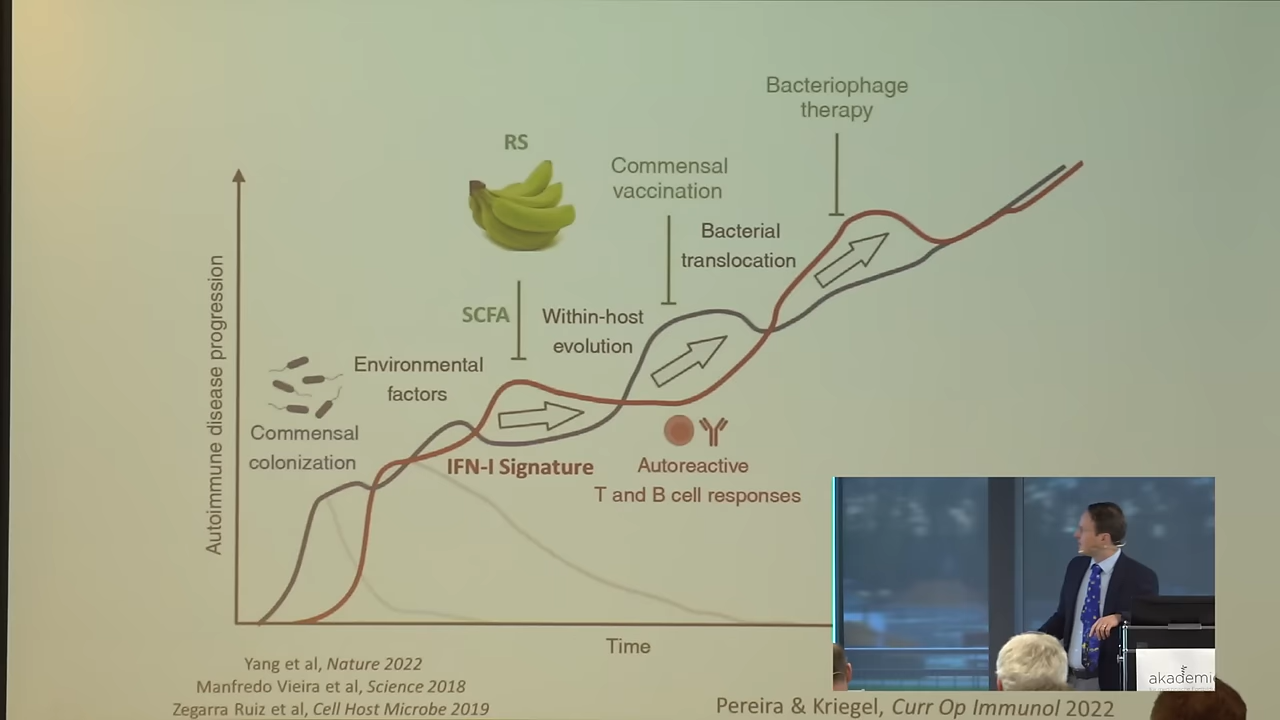 Bacteriophage
therapy
RS
Commensal
vaccination
Bacterial
translocation
SCFA
Within-host
evolution
Environmental
factors
Commensal
colonization
IFN-I Signature
Autoreactive
T and B cell responses
Autoimmune disease progression
Time
Yang et al, Nature 2022
Manfredo Vieira et al, Science 2018
Zegarra Ruiz et al, Cell Host Microbe 2019
Pereira & Kriegel, Curr Op Immunol 2022
akademi